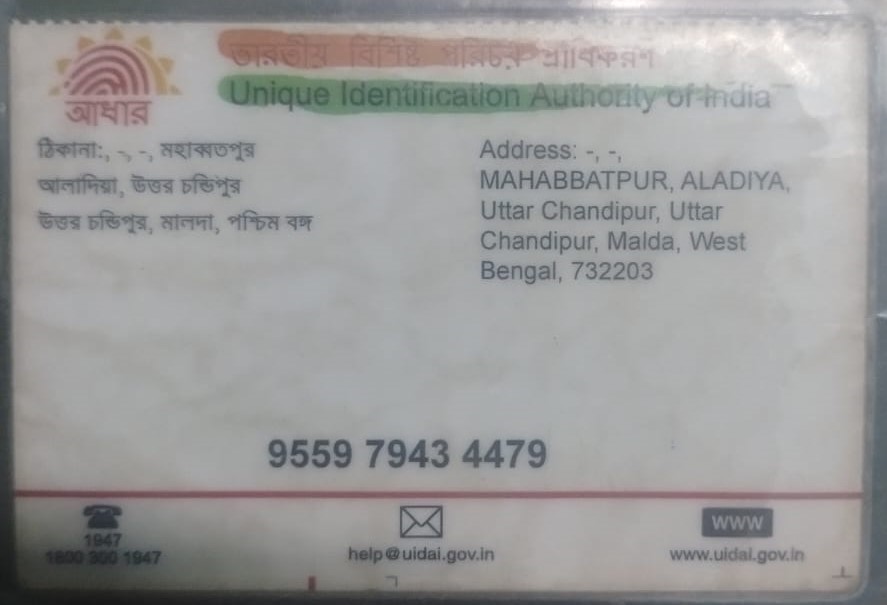 ভারতীয় বিশিষ্ট পরিচয় প্রাধিকরণ
Unique Identification Authority of India
আধার
ঠিকানা:, -, -, মহাব্বতপুর
আলাদিয়া, উত্তর চন্ডিপুর
উত্তর চন্ডিপুর, মালদা, পশ্চিম বঙ্গ
Address: -, -,
MAHABBATPUR, ALADIYA,
Uttar Chandipur, Uttar
Chandipur, Malda, West
Bengal, 732203
9559 7943 4479
1947
1800 300 1947
help@uidai.gov.in
www
www.uidai.gov.in